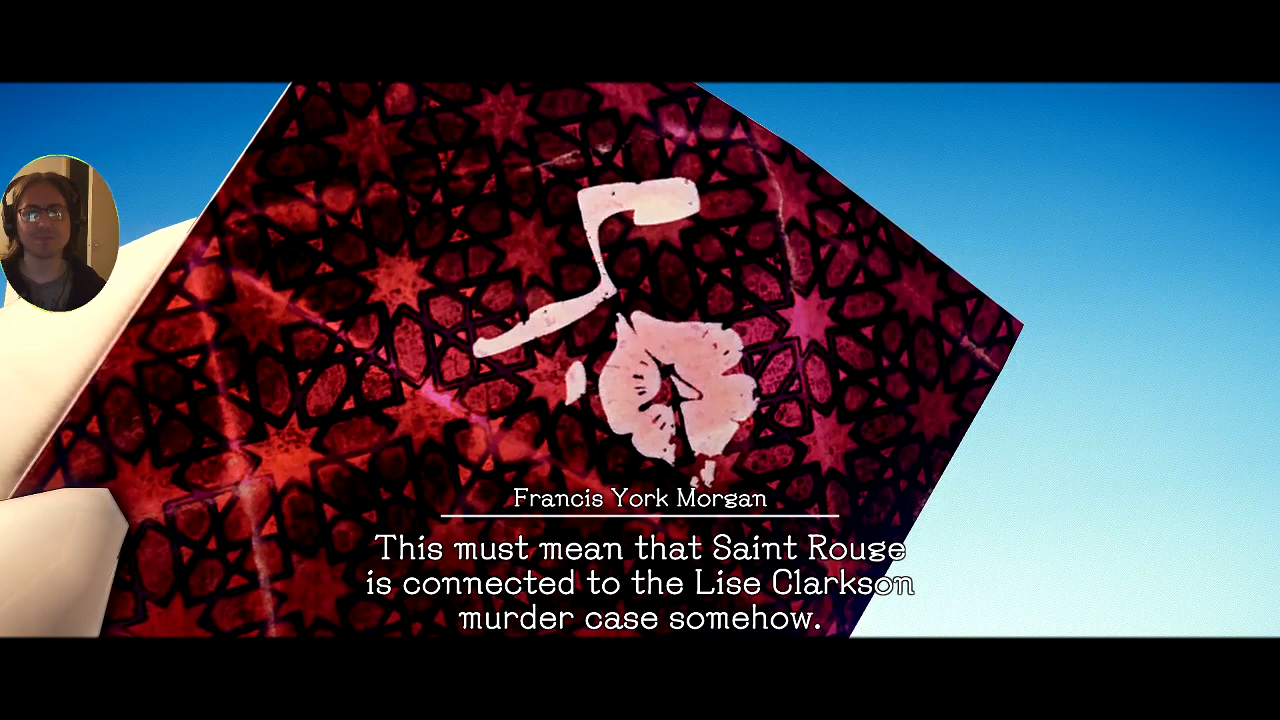 Francis York Morgan
This must mean that Saint Rouge
is connected to the Lise Clarkson
murder case somehow.